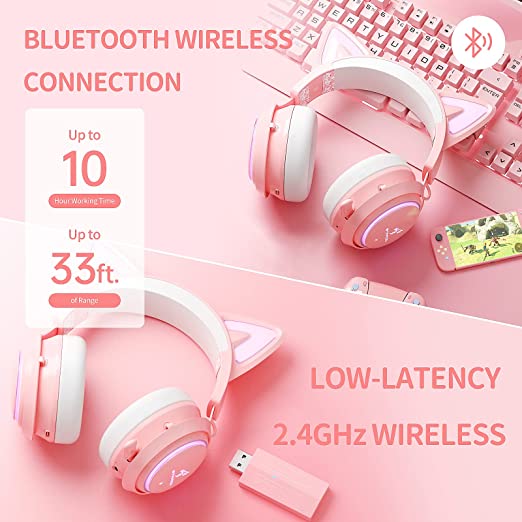 BLUETOOTH WIRELESS
CONNECTION
Up to
10
Hour Working Time
Up to
33ft.
of Range
LOW-LATENCY
2.4GHz WIRELESS